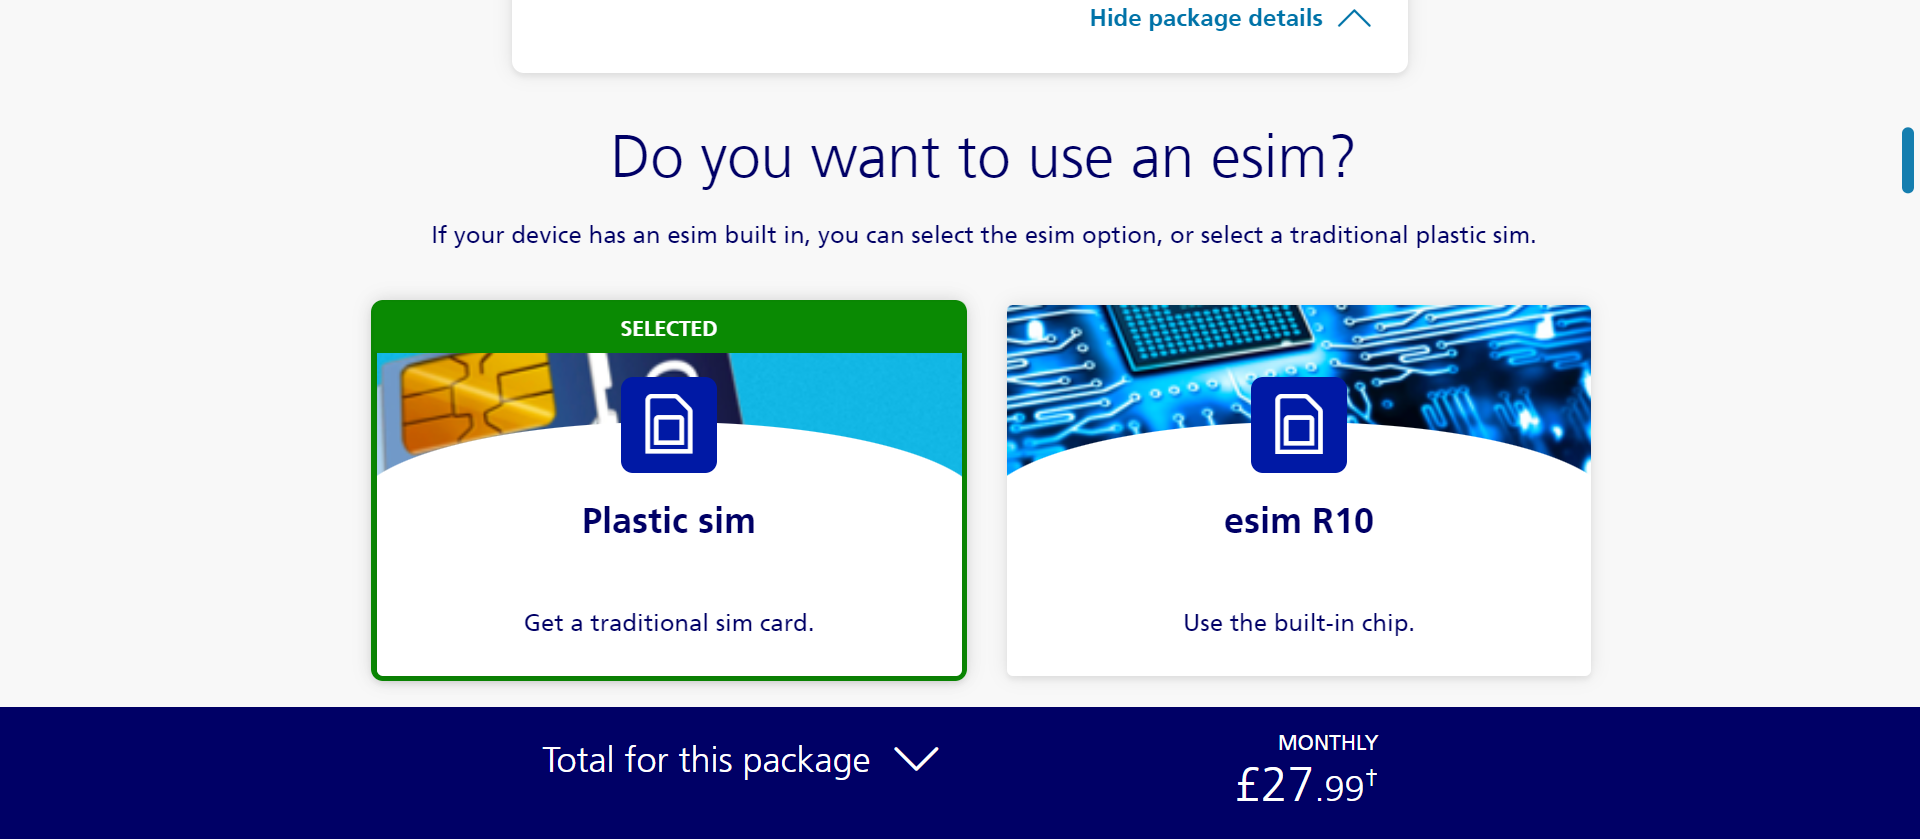 Hide package details
Do you want to use an esim?
If your device has an esim built in, you can select the esim option, or select a traditional plastic sim.
SELECTED
Plastic sim
Get a traditional sim card.
esim R10
Use the built-in chip.
Total for this package
MONTHLY
£27.99†